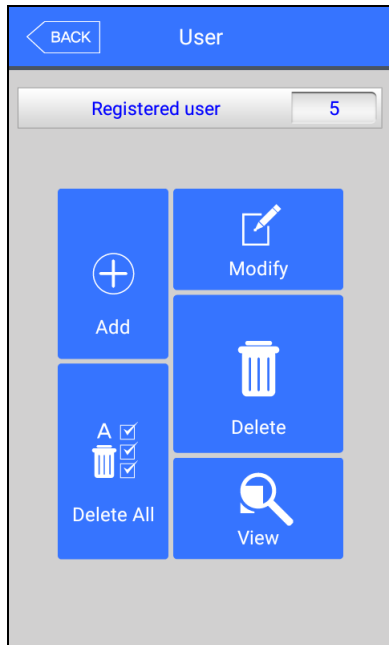 BACK
User
Registered user 5
Add
Modify
Delete
A
Delete All
View